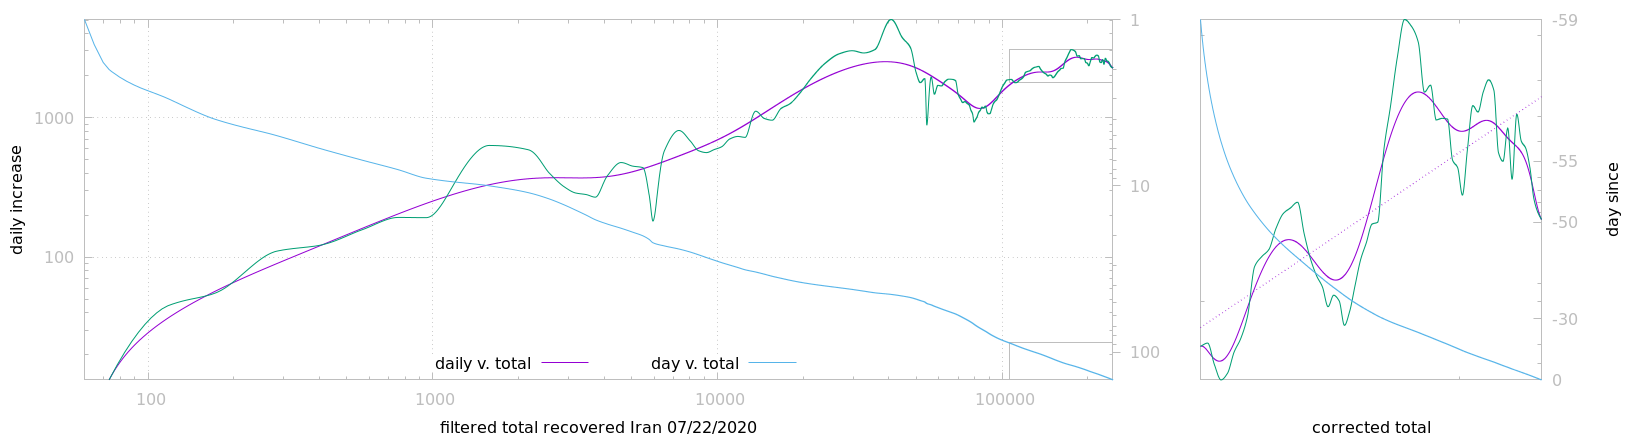 1
-59
1000
-55
10
-50
100
-30
100
0
daily increase
day since
daily v. total
day v. total
100
1000
10000
100000
filtered total recovered Iran 07/22/2020
corrected total